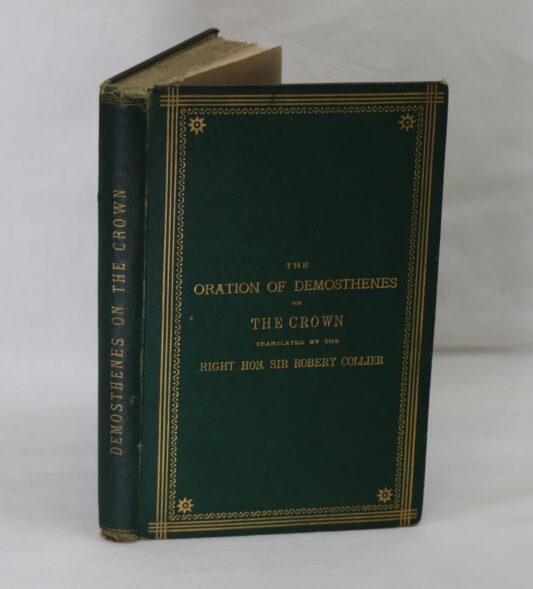 DEMOSTHENES ON THE CROWN
THE
ORATION OF DEMOSTHENES
ON
THE CROWN
TRANSLATED BY THE
RIGHT HON. SIR ROBERT COLLIER